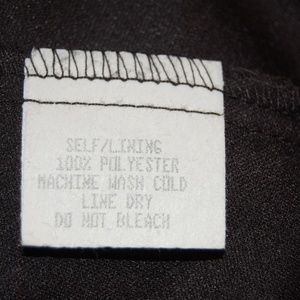 SELF/LINING
100% POLYESTER
MACHINE WASH COLD
LINE DRY
DO NOT BLEACH